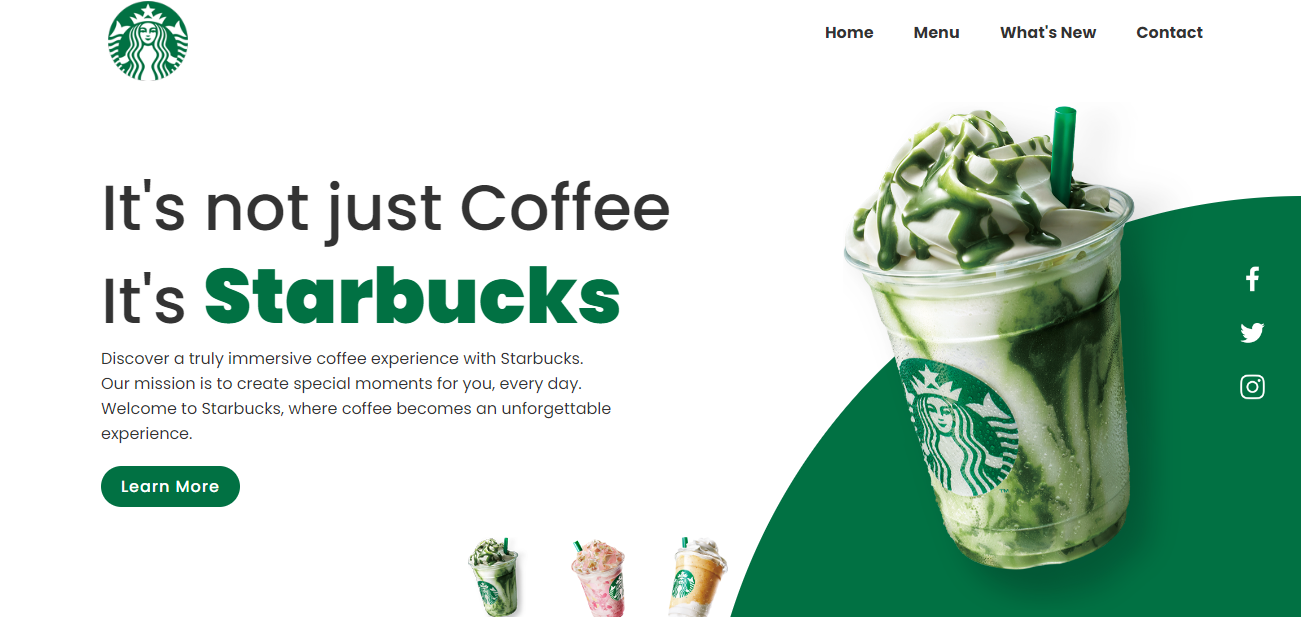 Home Menu What's New Contact
It's not just Coffee
It's Starbucks
Discover a truly immersive coffee experience with Starbucks.
Our mission is to create special moments for you, every day.
Welcome to Starbucks, where coffee becomes an unforgettable
experience.
Learn More